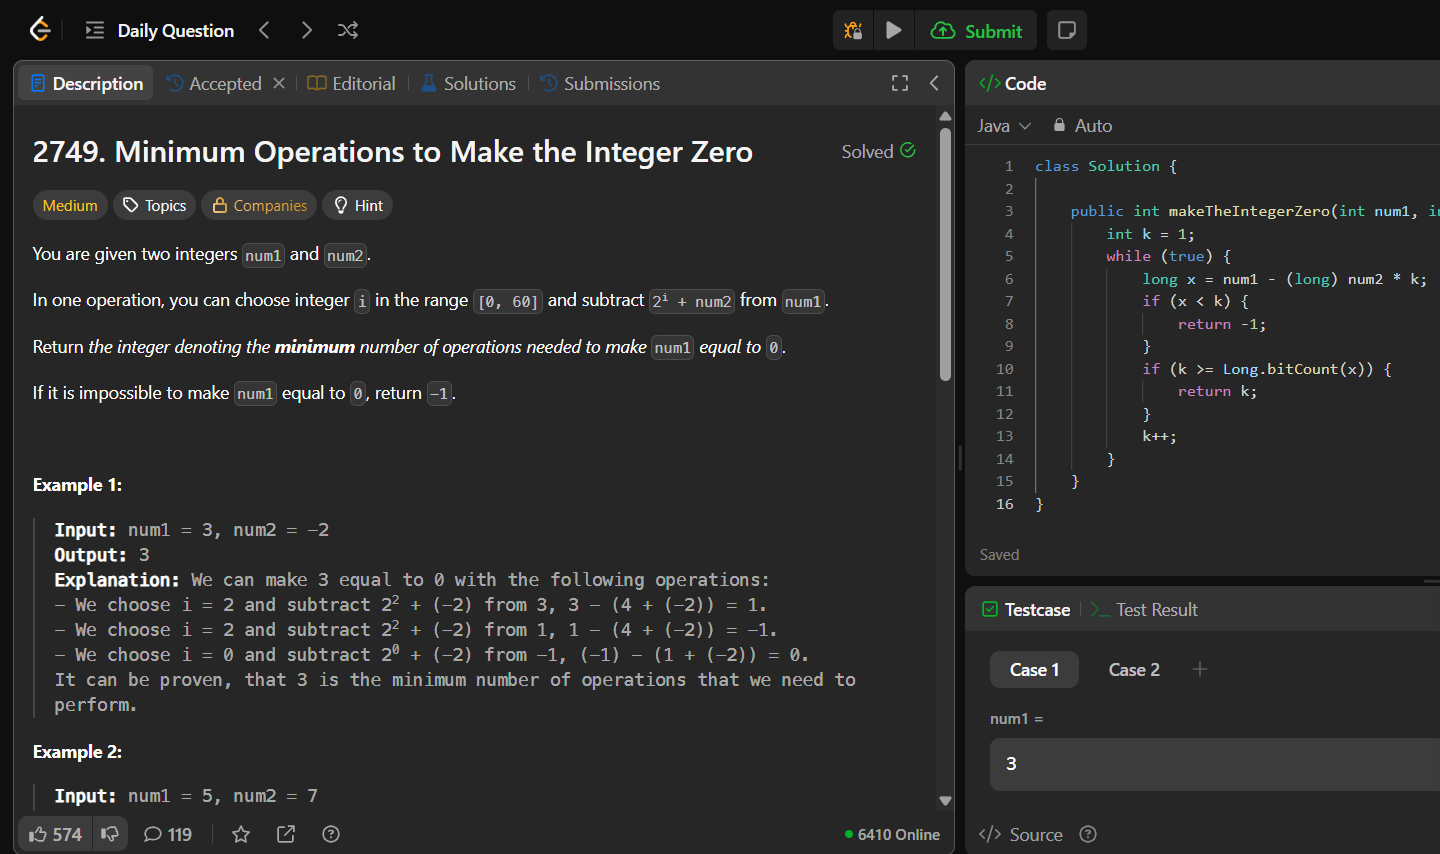 Daily Question
Submit
Description
Accepted
Editorial
Solutions
Submissions
2749. Minimum Operations to Make the Integer Zero
Solved
Medium
Topics
Companies
Hint
You are given two integers num1 and num2.
In one operation, you can choose integer i in the range [0, 60] and subtract 2^i + num2 from num1.
Return the integer denoting the minimum number of operations needed to make num1 equal to 0.
If it is impossible to make num1 equal to 0, return -1.
Example 1:
Input: num1 = 3, num2 = -2
Output: 3
Explanation: We can make 3 equal to 0 with the following operations:
- We choose i = 2 and subtract 2² + (-2) from 3, 3 - (4 + (-2)) = 1.
- We choose i = 2 and subtract 2² + (-2) from 1, 1 - (4 + (-2)) = -1.
- We choose i = 0 and subtract 2⁰ + (-2) from -1, (-1) - (1 + (-2)) = 0.
It can be proven, that 3 is the minimum number of operations that we need to
perform.
Example 2:
Input: num1 = 5, num2 = 7
574
119
6410 Online
</> Code
Java
Auto
1 class Solution {
2
3 public int makeTheIntegerZero(int num1, in
4 int k = 1;
5 while (true) {
6 long x = num1 - (long) num2 * k;
7 if (x < k) {
8 return -1;
9 }
10 if (k >= Long.bitCount(x)) {
11 return k;
12 }
13 k++;
14 }
15 }
16 }
Saved
Testcase
>_ Test Result
Case 1
Case 2
+
num1 =
3
</> Source